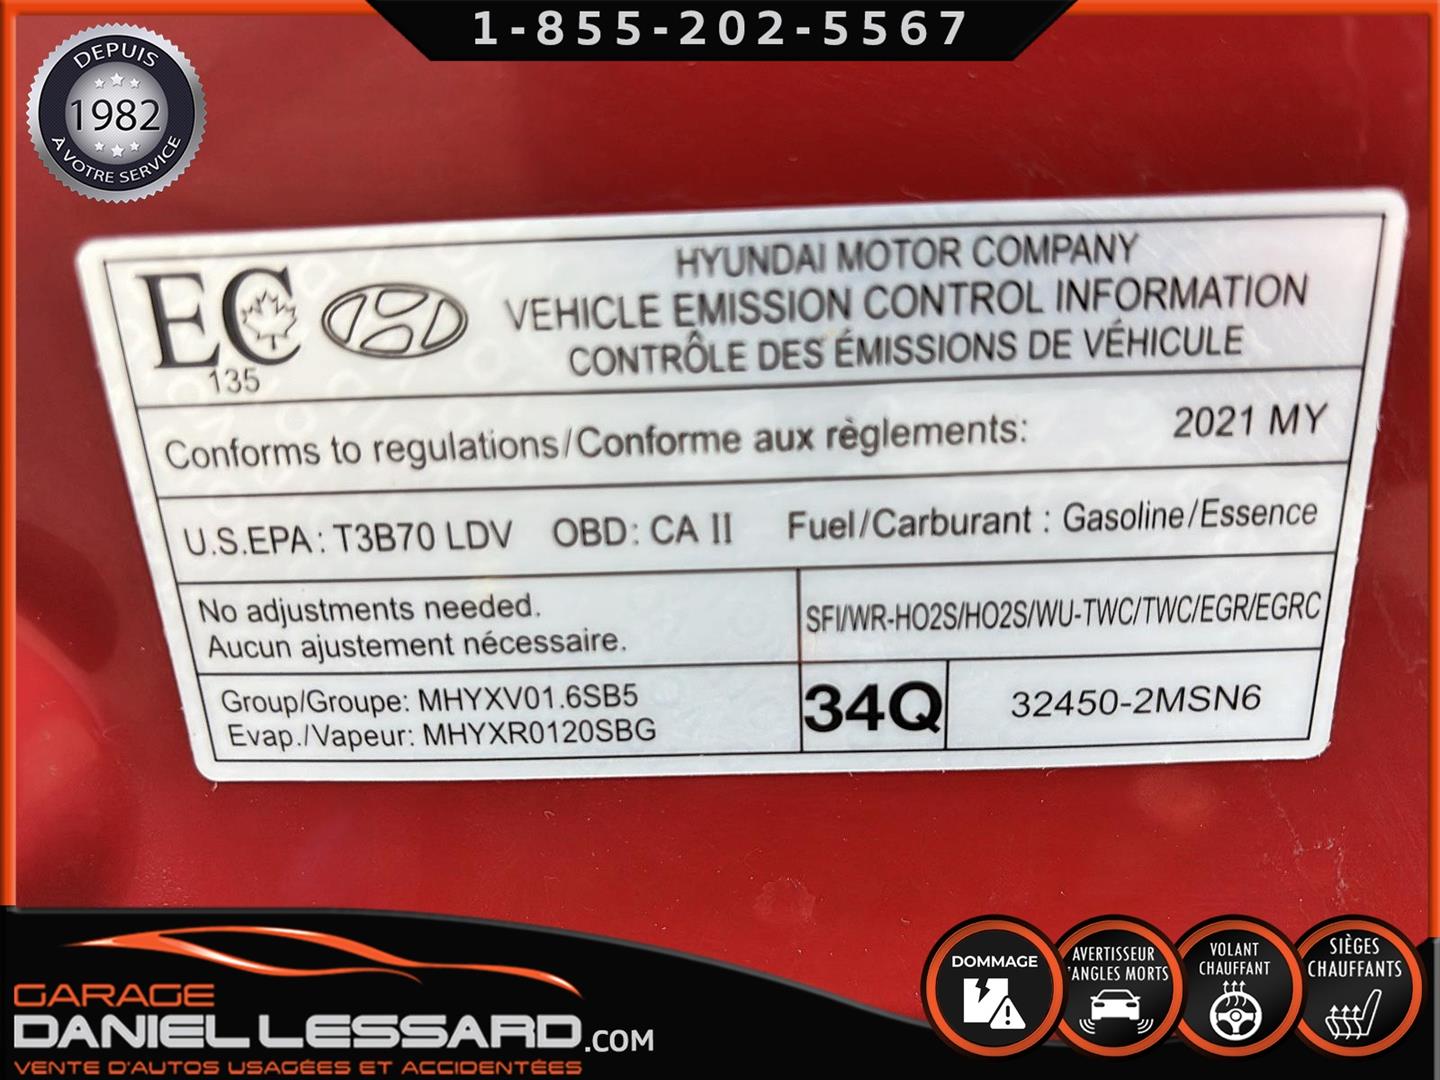 1-855-202-5567
DEPUIS
1982
À VOTRE SERVICE
EC
135
HYUNDAI MOTOR COMPANY
VEHICLE EMISSION CONTROL INFORMATION
CONTRÔLE DES ÉMISSIONS DE VÉHICULE
Conforms to regulations/Conforme aux règlements: 2021 MY
U.S.EPA: T3B70 LDV OBD: CA II Fuel/Carburant : Gasoline/Essence
No adjustments needed.
Aucun ajustement nécessaire.
SFI/WR-HO2S/HO2S/WU-TWC/TWC/EGR/EGRC
Group/Groupe: MHYXV01.6SB5
Evap./Vapeur: MHYXR0120SBG
34Q
32450-2MSN6
GARAGE
DANIEL LESSARD.COM
VENTE D'AUTOS USAGÉES ET ACCIDENTÉES
DOMMAGE
AVERTISSEUR
'ANGLES MORTS
VOLANT
CHAUFFANT
SIÈGES
CHAUFFANTS